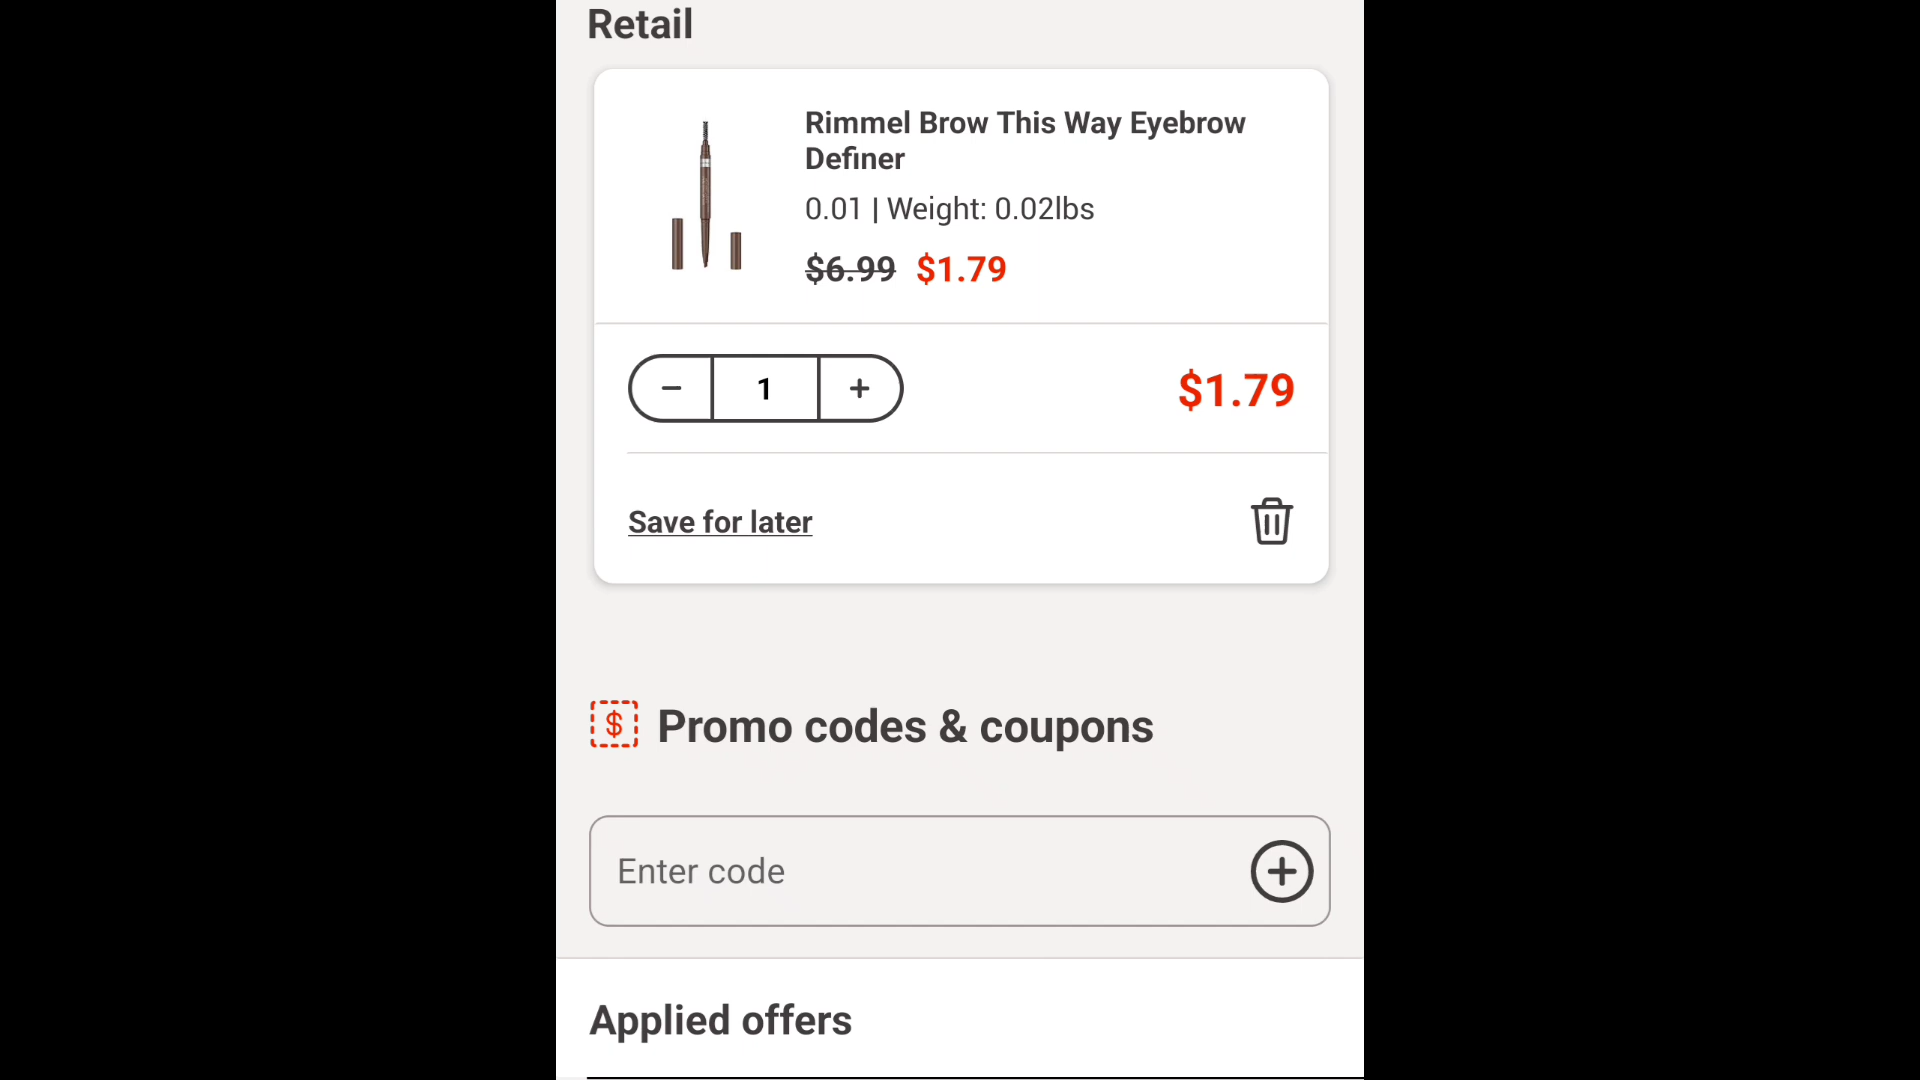 Retail
Rimmel Brow This Way Eyebrow
Definer
0.01 | Weight: 0.02lbs
$6.99 $1.79
− 1 + $1.79
Save for later
$ Promo codes & coupons
Enter code
Applied offers